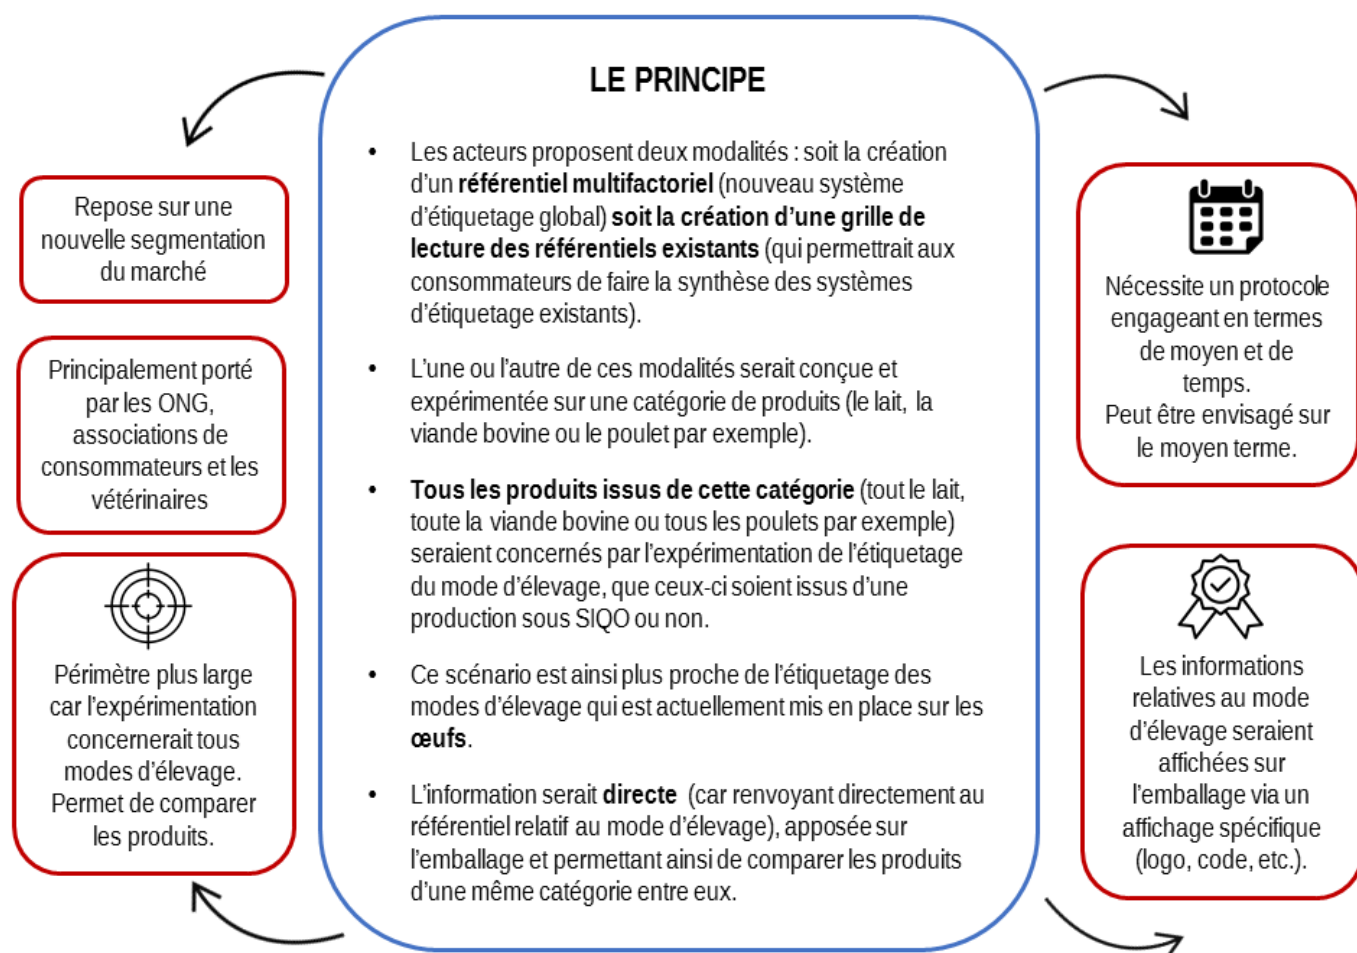 LE PRINCIPE
• Les acteurs proposent deux modalités : soit la création
d'un référentiel multifactoriel (nouveau système
d'étiquetage global) soit la création d'une grille de
lecture des référentiels existants (qui permettrait aux
consommateurs de faire la synthèse des systèmes
d'étiquetage existants).
• L'une ou l'autre de ces modalités serait conçue et
expérimentée sur une catégorie de produits (le lait, la
viande bovine ou le poulet par exemple).
• Tous les produits issus de cette catégorie (tout le lait,
toute la viande bovine ou tous les poulets par exemple)
seraient concernés par l'expérimentation de l'étiquetage
du mode d'élevage, que ceux-ci soient issus d'une
production sous SIQO ou non.
• Ce scénario est ainsi plus proche de l'étiquetage des
modes d'élevage qui est actuellement mis en place sur les
œufs.
• L'information serait directe (car renvoyant directement au
référentiel relatif au mode d'élevage), apposée sur
l'emballage et permettant ainsi de comparer les produits
d'une même catégorie entre eux.
Repose sur une
nouvelle segmentation
du marché
Principalement porté
par les ONG,
associations de
consommateurs et les
vétérinaires
Périmètre plus large
car l'expérimentation
concernerait tous
modes d'élevage.
Permet de comparer
les produits.
Nécessite un protocole
engageant en termes
de moyen et de
temps.
Peut être envisagé sur
le moyen terme.
Les informations
relatives au mode
d'élevage seraient
affichées sur
l'emballage via un
affichage spécifique
(logo, code, etc.).